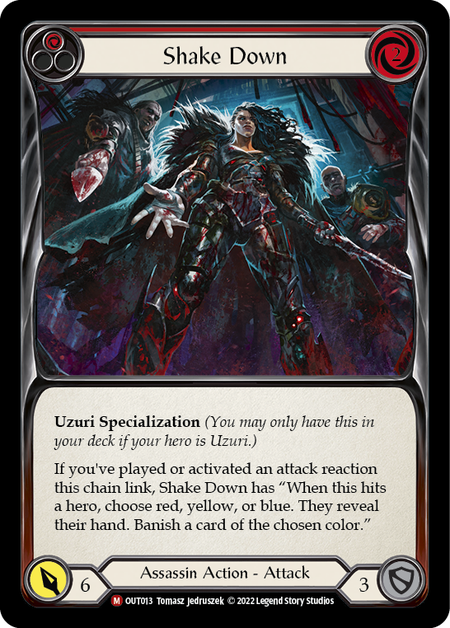 Shake Down
2
Uzuri Specialization (You may only have this in
your deck if your hero is Uzuri.)
If you've played or activated an attack reaction
this chain link, Shake Down has “When this hits
a hero, choose red, yellow, or blue. They reveal
their hand. Banish a card of the chosen color.”
6
Assassin Action - Attack
3
M OUT013 Tomasz Jedruszek © 2022 Legend Story Studios